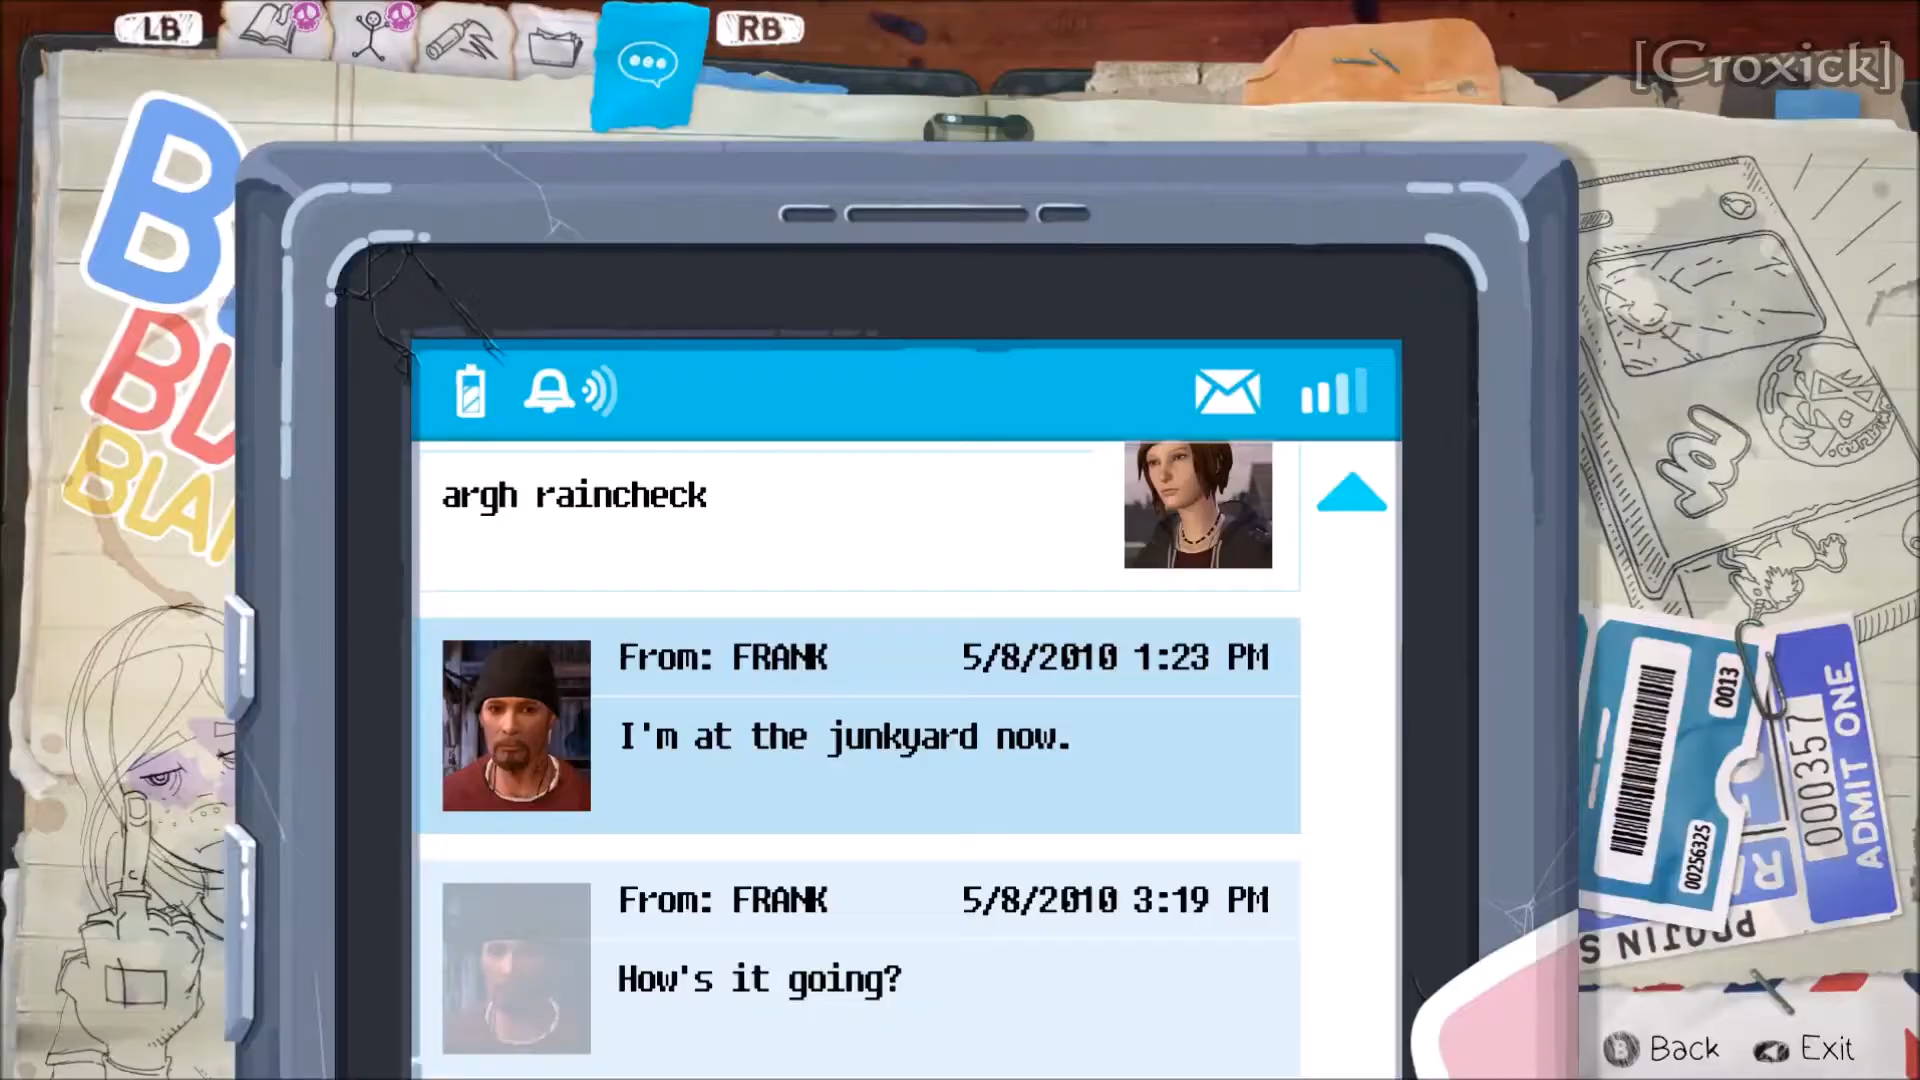 LB
RB
[Croxick]
argh raincheck
From: FRANK 5/8/2010 1:23 PM
I'm at the junkyard now.
From: FRANK 5/8/2010 3:19 PM
How's it going?
0013
00256325
000357
ADMIT ONE
B Back
Exit